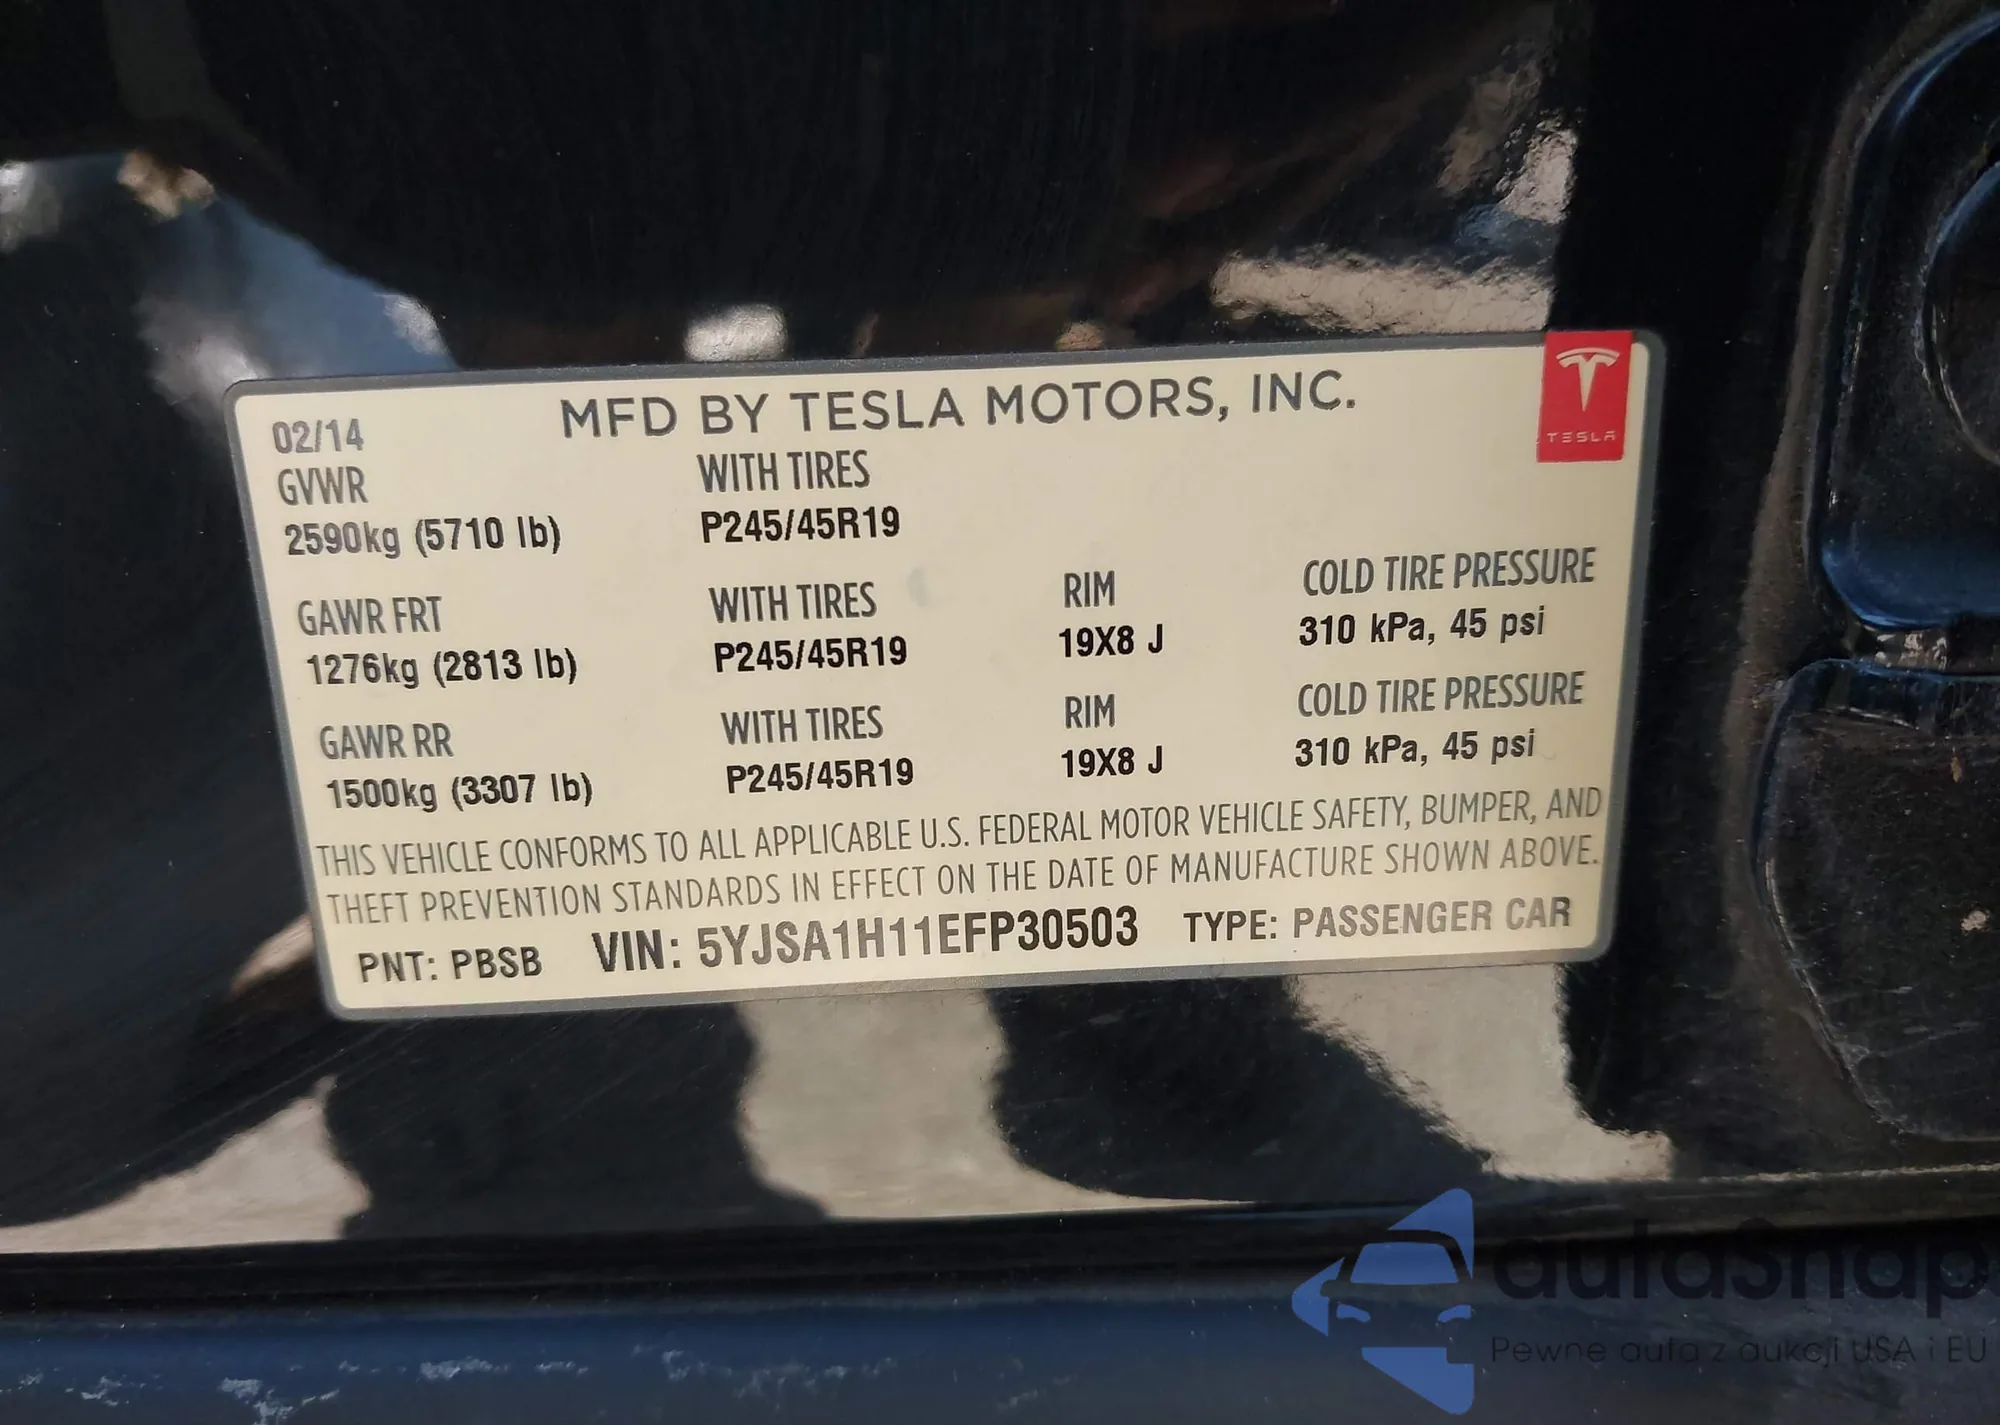 MFD BY TESLA MOTORS, INC.
TESLA
02/14
GVWR WITH TIRES
2590kg (5710 lb) P245/45R19
GAWR FRT WITH TIRES RIM COLD TIRE PRESSURE
1276kg (2813 lb) P245/45R19 19X8 J 310 kPa, 45 psi
GAWR RR WITH TIRES RIM COLD TIRE PRESSURE
1500kg (3307 lb) P245/45R19 19X8 J 310 kPa, 45 psi
THIS VEHICLE CONFORMS TO ALL APPLICABLE U.S. FEDERAL MOTOR VEHICLE SAFETY, BUMPER, AND
THEFT PREVENTION STANDARDS IN EFFECT ON THE DATE OF MANUFACTURE SHOWN ABOVE.
PNT: PBSB VIN: 5YJSA1H11EFP30503 TYPE: PASSENGER CAR
autaSnap
Pewne auta z aukcji USA i EU